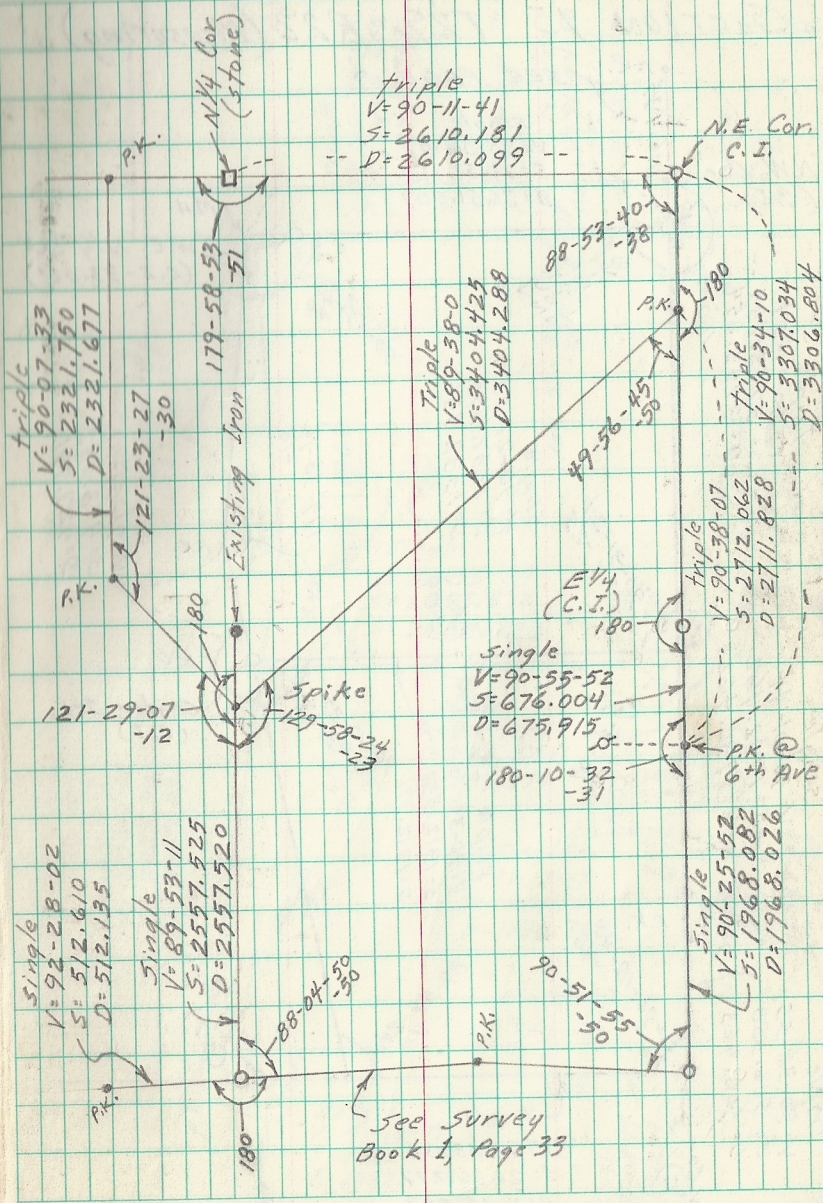 triple
V=90-11-41
S=2610.181
D=2610.099
N¼ Cor
(stone)
P.K.
N.E. Cor.
C.I.
179-58-53
-51
88-53-40
-38
triple
V=90-07-33
S=2321.750
D=2321.677
121-23-27
-30
P.K.
Existing Iron
180
Triple
V=89-38-0
S=3404.425
D=3404.288
P.K.
180
49-56-45
-50
triple
V=90-34-10
S=3307.034
D=3306.804
triple
V=90-38-07
S=2712.062
D=2711.828
E¼
(C.I.)
180
Single
V=90-55-52
S=676.004
D=675.915
180-10-32
-31
P.K. @
6th Ave
121-29-07
-12
Spike
129-58-24
-23
Single
V=92-28-02
S=512.610
D=512.135
Single
V=89-53-11
S=2557.525
D=2557.520
88-04-50
-50
P.K.
180
P.K.
See Survey
Book 1, Page 33
90-51-55
-50
Single
V=90-25-52
S=1968.082
D=1968.026